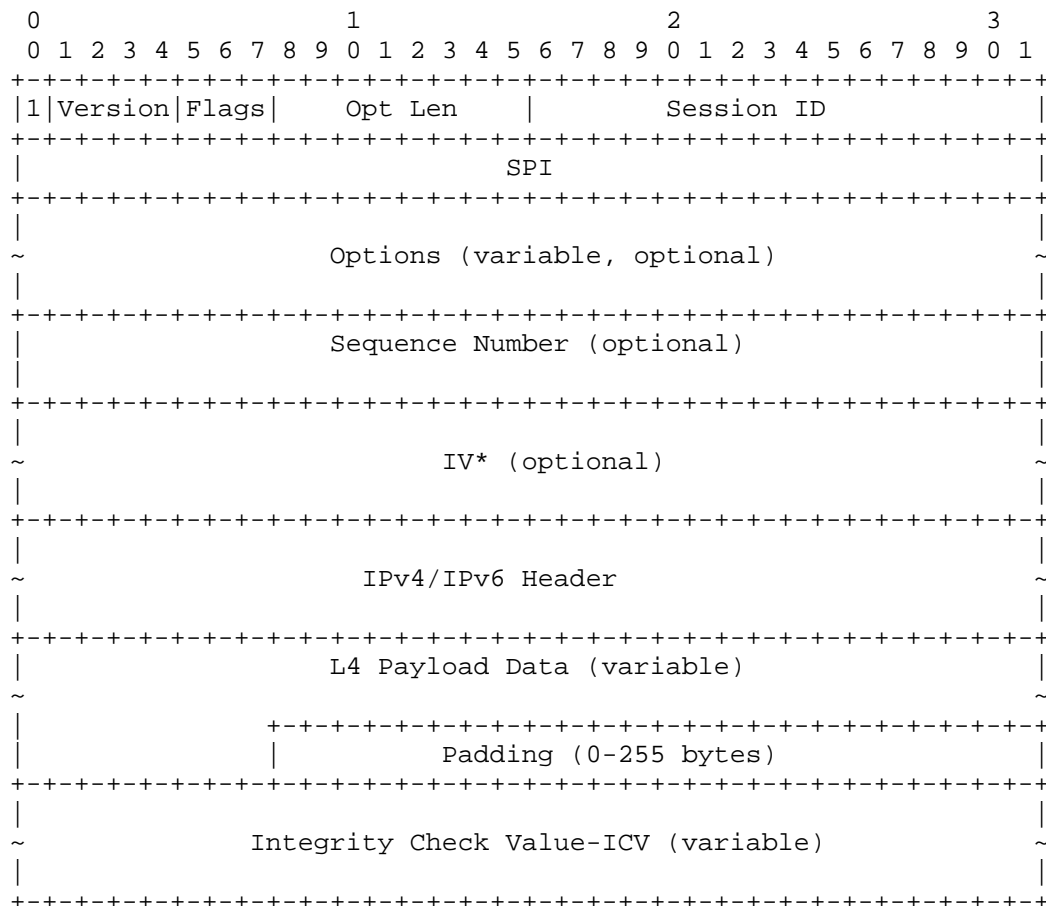 0                   1                   2                   3
 0 1 2 3 4 5 6 7 8 9 0 1 2 3 4 5 6 7 8 9 0 1 2 3 4 5 6 7 8 9 0 1
+-+-+-+-+-+-+-+-+-+-+-+-+-+-+-+-+-+-+-+-+-+-+-+-+-+-+-+-+-+-+-+-+
|1|Version|Flags|    Opt Len    |        Session ID             |
+-+-+-+-+-+-+-+-+-+-+-+-+-+-+-+-+-+-+-+-+-+-+-+-+-+-+-+-+-+-+-+-+
|                              SPI                              |
+-+-+-+-+-+-+-+-+-+-+-+-+-+-+-+-+-+-+-+-+-+-+-+-+-+-+-+-+-+-+-+-+
|                                                               |
~                   Options (variable, optional)                ~
|                                                               |
+-+-+-+-+-+-+-+-+-+-+-+-+-+-+-+-+-+-+-+-+-+-+-+-+-+-+-+-+-+-+-+-+
|                   Sequence Number (optional)                  |
|                                                               |
+-+-+-+-+-+-+-+-+-+-+-+-+-+-+-+-+-+-+-+-+-+-+-+-+-+-+-+-+-+-+-+-+
|                                                               |
~                          IV* (optional)                       ~
|                                                               |
+-+-+-+-+-+-+-+-+-+-+-+-+-+-+-+-+-+-+-+-+-+-+-+-+-+-+-+-+-+-+-+-+
|                                                               |
~                     IPv4/IPv6 Header                          ~
|                                                               |
+-+-+-+-+-+-+-+-+-+-+-+-+-+-+-+-+-+-+-+-+-+-+-+-+-+-+-+-+-+-+-+-+
|                   L4 Payload Data (variable)                  |
~                                                               ~
|               +-+-+-+-+-+-+-+-+-+-+-+-+-+-+-+-+-+-+-+-+-+-+-+-+
|               |          Padding (0-255 bytes)                |
+-+-+-+-+-+-+-+-+-+-+-+-+-+-+-+-+-+-+-+-+-+-+-+-+-+-+-+-+-+-+-+-+
|                                                               |
~              Integrity Check Value-ICV (variable)             ~
|                                                               |
+-+-+-+-+-+-+-+-+-+-+-+-+-+-+-+-+-+-+-+-+-+-+-+-+-+-+-+-+-+-+-+-+